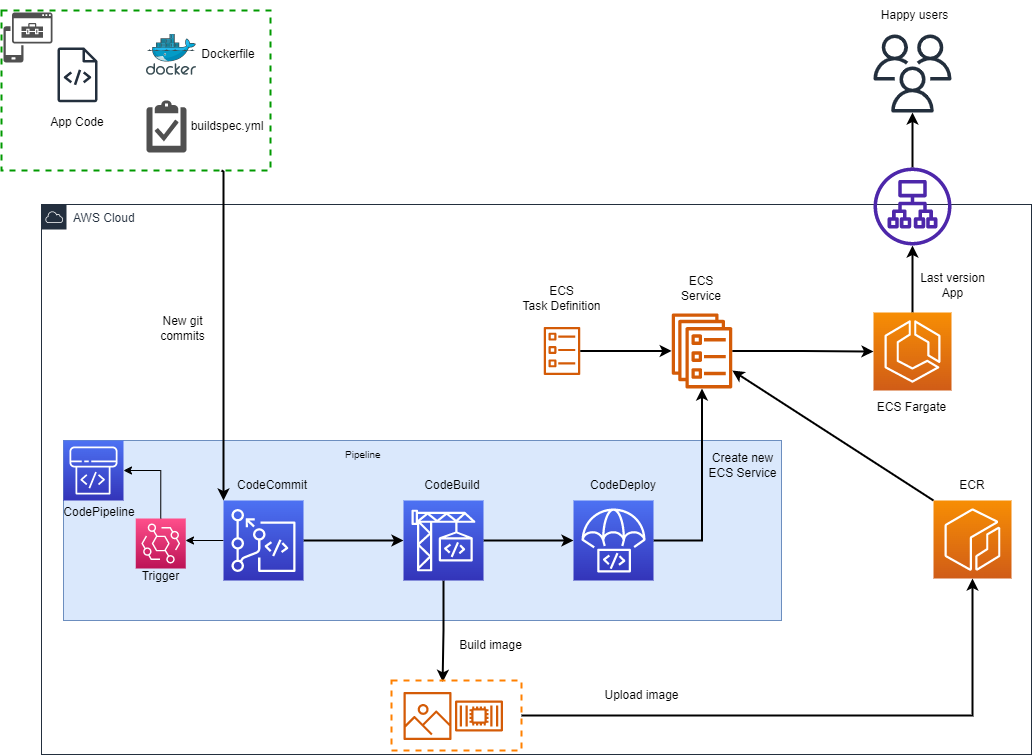 Happy users
Dockerfile
docker
App Code
buildspec.yml
AWS Cloud
New git
commits
ECS
Task Definition
ECS
Service
Last version
App
ECS Fargate
Pipeline
Create new
ECS Service
CodePipeline
CodeCommit
CodeBuild
CodeDeploy
ECR
Trigger
Build image
Upload image